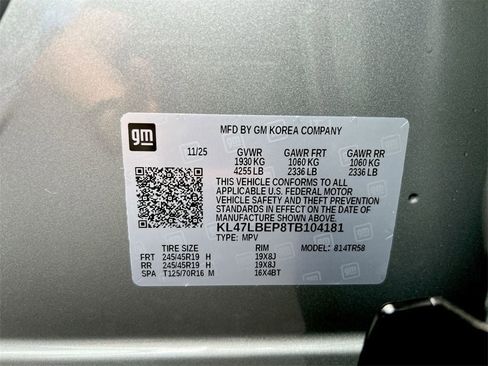 gm
MFD BY GM KOREA COMPANY
11/25 GVWR GAWR FRT GAWR RR
1930 KG 1060 KG 1060 KG
4255 LB 2336 LB 2336 LB
THIS VEHICLE CONFORMS TO ALL
APPLICABLE U.S. FEDERAL MOTOR
VEHICLE SAFETY AND THEFT PREVENTION
STANDARDS IN EFFECT ON THE DATE OF
MANUFACTURE SHOWN ABOVE.
KL47LBEP8TB104181
TYPE: MPV MODEL: 814TR58
TIRE SIZE RIM
FRT 245/45R19 H 19X8J
RR 245/45R19 H 19X8J
SPA T125/70R16 M 16X4BT